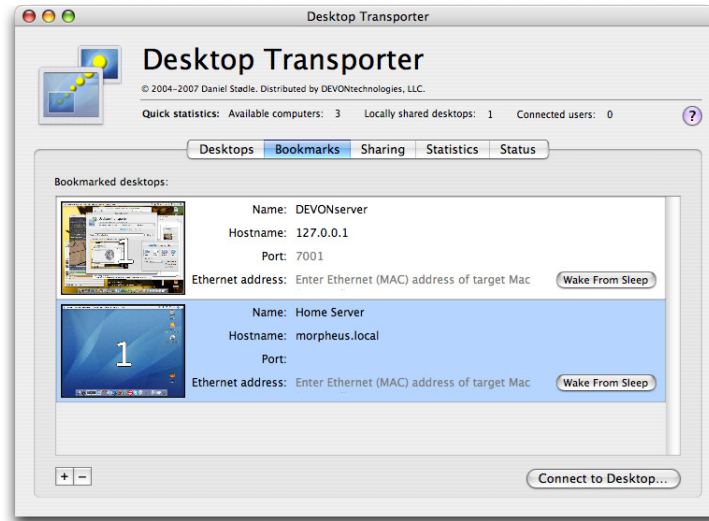 Desktop Transporter
Desktop Transporter
© 2004–2007 Daniel Stødle. Distributed by DEVONtechnologies, LLC.
Quick statistics: Available computers: 3 Locally shared desktops: 1 Connected users: 0 ?
Desktops Bookmarks Sharing Statistics Status
Bookmarked desktops:
Name: DEVONserver
Hostname: 127.0.0.1
Port: 7001
Ethernet address: Enter Ethernet (MAC) address of target Mac Wake From Sleep
1
Name: Home Server
Hostname: morpheus.local
Port:
Ethernet address: Enter Ethernet (MAC) address of target Mac Wake From Sleep
+ − Connect to Desktop...